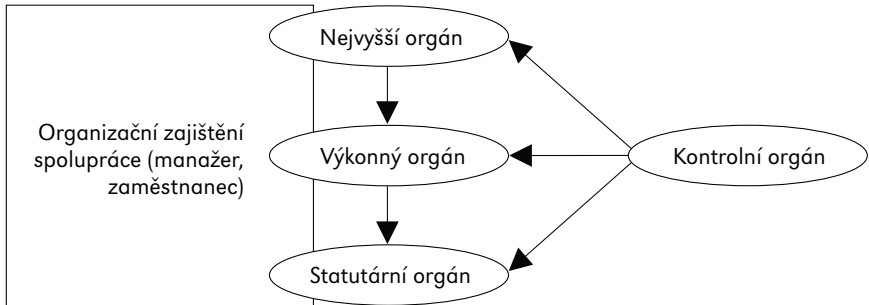 Nejvyšší orgán
Organizační zajištění
spolupráce (manažer,
zaměstnanec)
Výkonný orgán
Kontrolní orgán
Statutární orgán